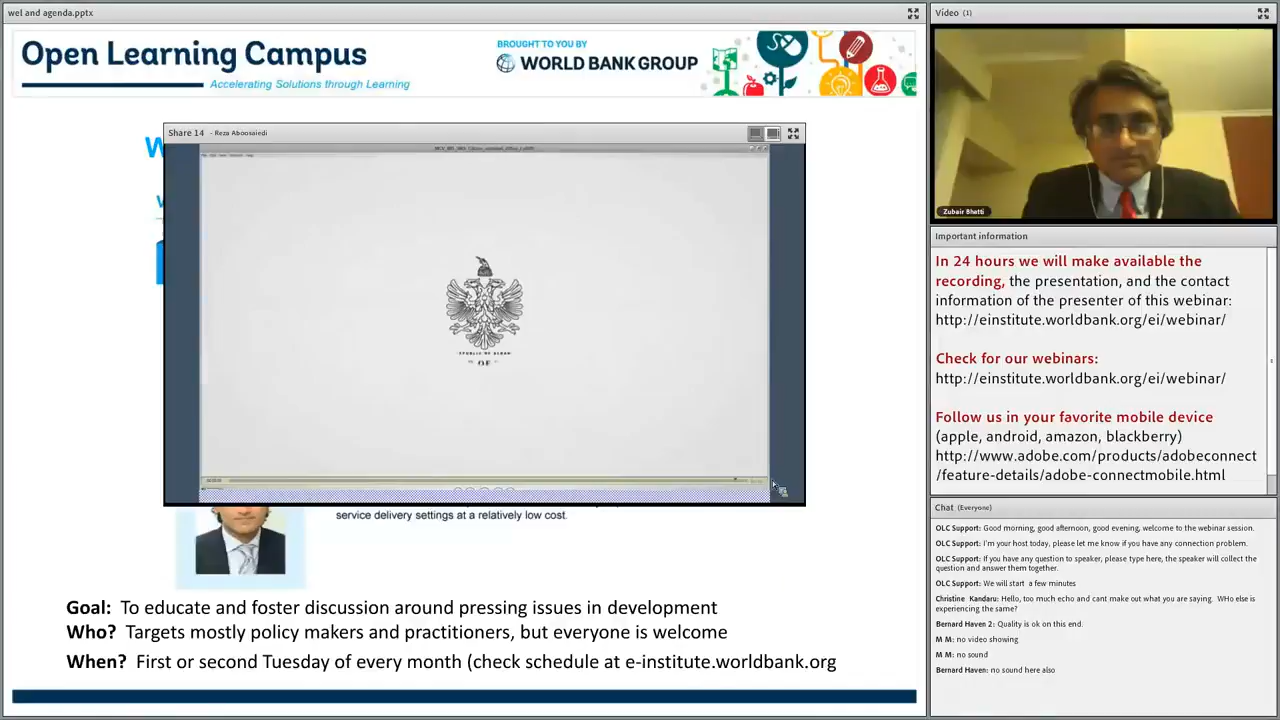 wel and agenda.pptx
Open Learning Campus
Accelerating Solutions through Learning
BROUGHT TO YOU BY
WORLD BANK GROUP
W
Share 14 - Reza Aboosaiedi
service delivery settings at a relatively low cost.
Goal: To educate and foster discussion around pressing issues in development
Who? Targets mostly policy makers and practitioners, but everyone is welcome
When? First or second Tuesday of every month (check schedule at e-institute.worldbank.org
Video (1)
Zubair Bhatti
Important information
In 24 hours we will make available the
recording, the presentation, and the contact
information of the presenter of this webinar:
http://einstitute.worldbank.org/ei/webinar/
Check for our webinars:
http://einstitute.worldbank.org/ei/webinar/
Follow us in your favorite mobile device
(apple, android, amazon, blackberry)
http://www.adobe.com/products/adobeconnect
/feature-details/adobe-connectmobile.html
Chat (Everyone)
OLC Support: Good morning, good afternoon, good evening, welcome to the webinar session.
OLC Support: i'm your host today, please let me know if you have any connection problem.
OLC Support: If you have any question to speaker, please type here, the speaker will collect the
question and answer them together.
OLC Support: We will start a few minutes
Christine Kandaru: Hello, too much echo and cant make out what you are saying. WHo else is
experiencing the same?
Bernard Haven 2: Quality is ok on this end.
M M: no video showing
M M: no sound
Bernard Haven: no sound here also